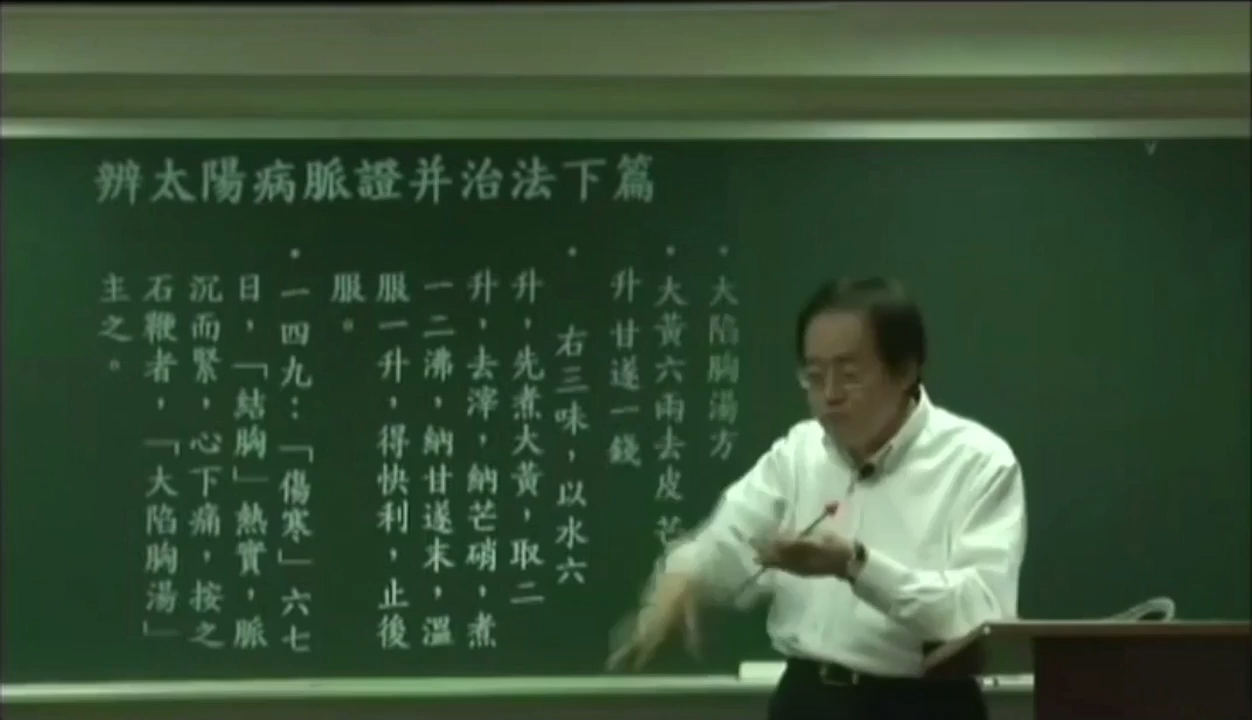 辨太陽病脈證并治法下篇
・大陷胸湯方
・大黃六兩去皮 芒
升 甘遂一錢
・ 右三味，以水六
升，先煮大黃，取二
升，去滓，納芒硝，煮
一二沸，納甘遂末，溫
服一升，得快利，止後
服。
・一四九：「傷寒」六七
日，「結胸」熱實，脈
沉而緊，心下痛，按之
石鞕者，「大陷胸湯」
主之。